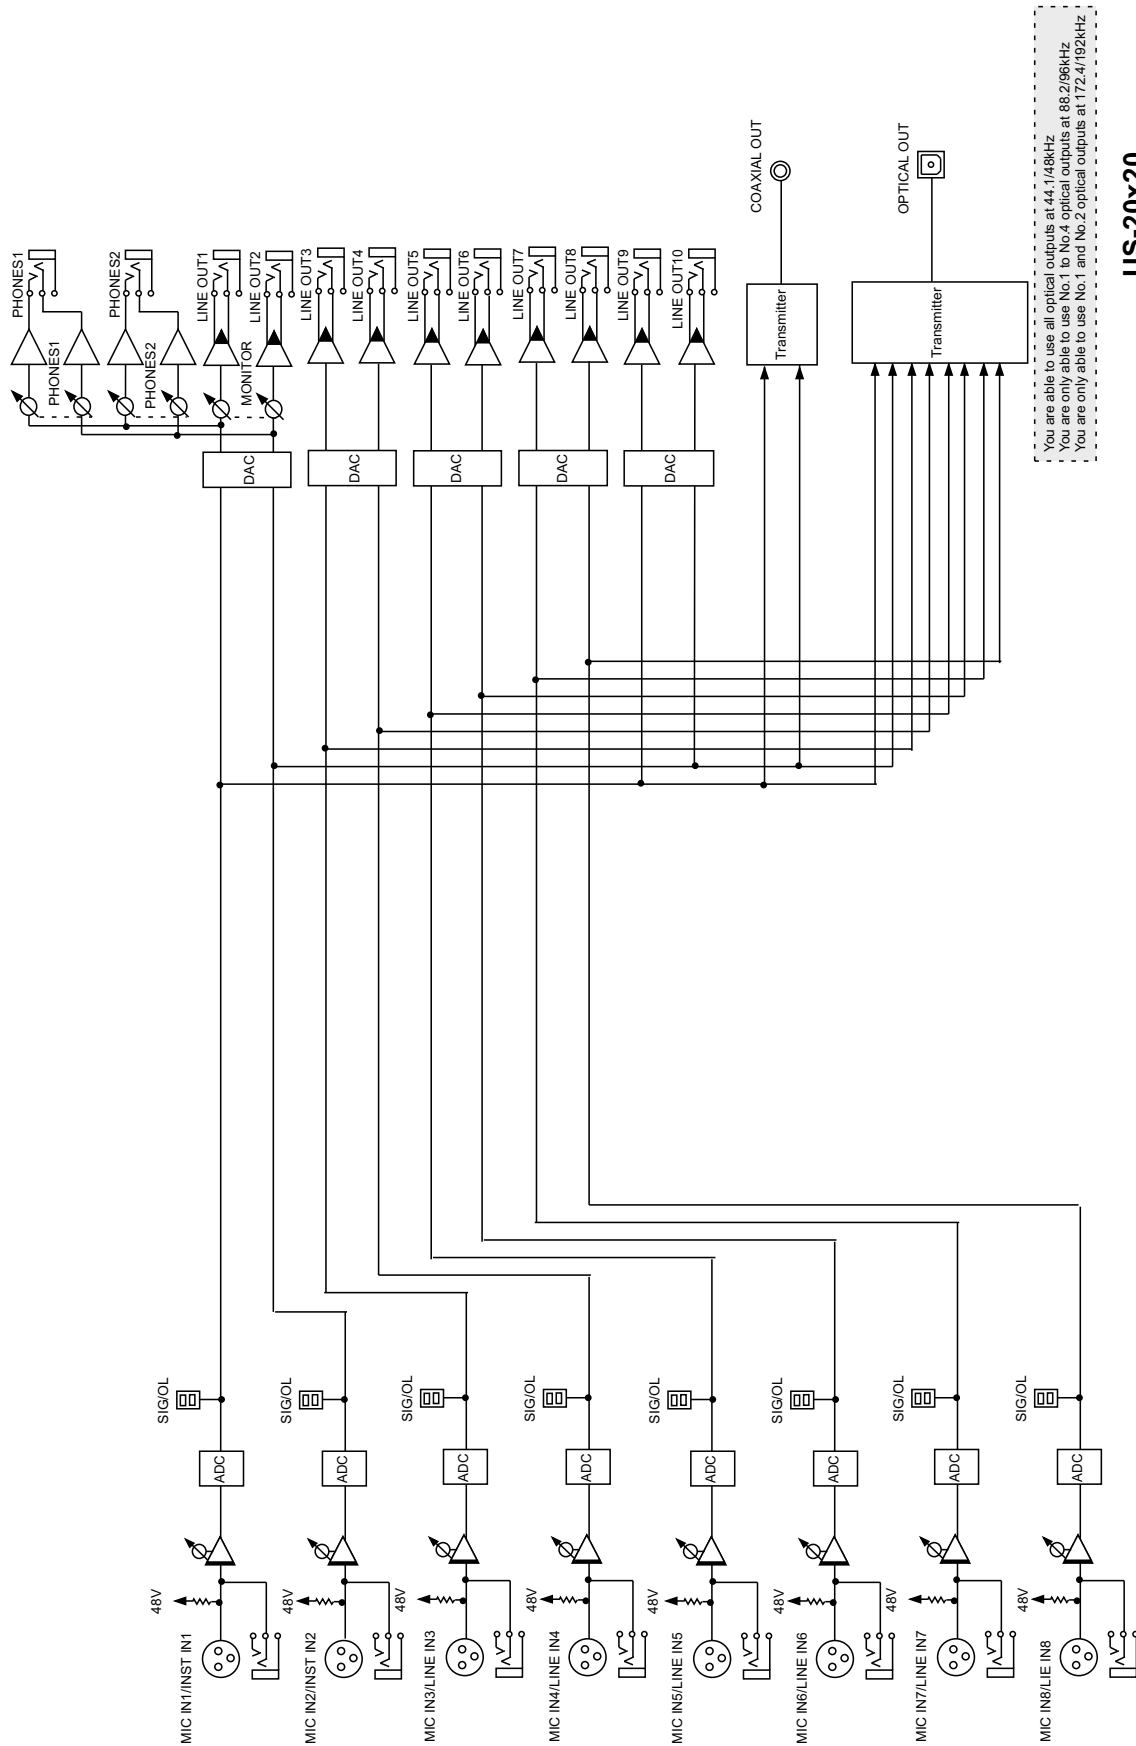 MIC IN1/INST IN1
48V
ADC
SIG/OL
MIC IN2/INST IN2
48V
ADC
SIG/OL
MIC IN3/LINE IN3
48V
ADC
SIG/OL
MIC IN4/LINE IN4
48V
ADC
SIG/OL
MIC IN5/LINE IN5
48V
ADC
SIG/OL
MIC IN6/LINE IN6
48V
ADC
SIG/OL
MIC IN7/LINE IN7
48V
ADC
SIG/OL
MIC IN8/LIE IN8
48V
ADC
SIG/OL
PHONES1
PHONES1
PHONES2
PHONES2
LINE OUT1
MONITOR
LINE OUT2
DAC
LINE OUT3
LINE OUT4
DAC
LINE OUT5
LINE OUT6
DAC
LINE OUT7
LINE OUT8
DAC
LINE OUT9
LINE OUT10
DAC
COAXIAL OUT
Transmitter
OPTICAL OUT
Transmitter
You are able to use all optical outputs at 44.1/48kHz
You are only able to use No.1 to No.4 optical outputs at 88.2/96kHz
You are only able to use No.1 and No.2 optical outputs at 172.4/192kHz
US-20x20